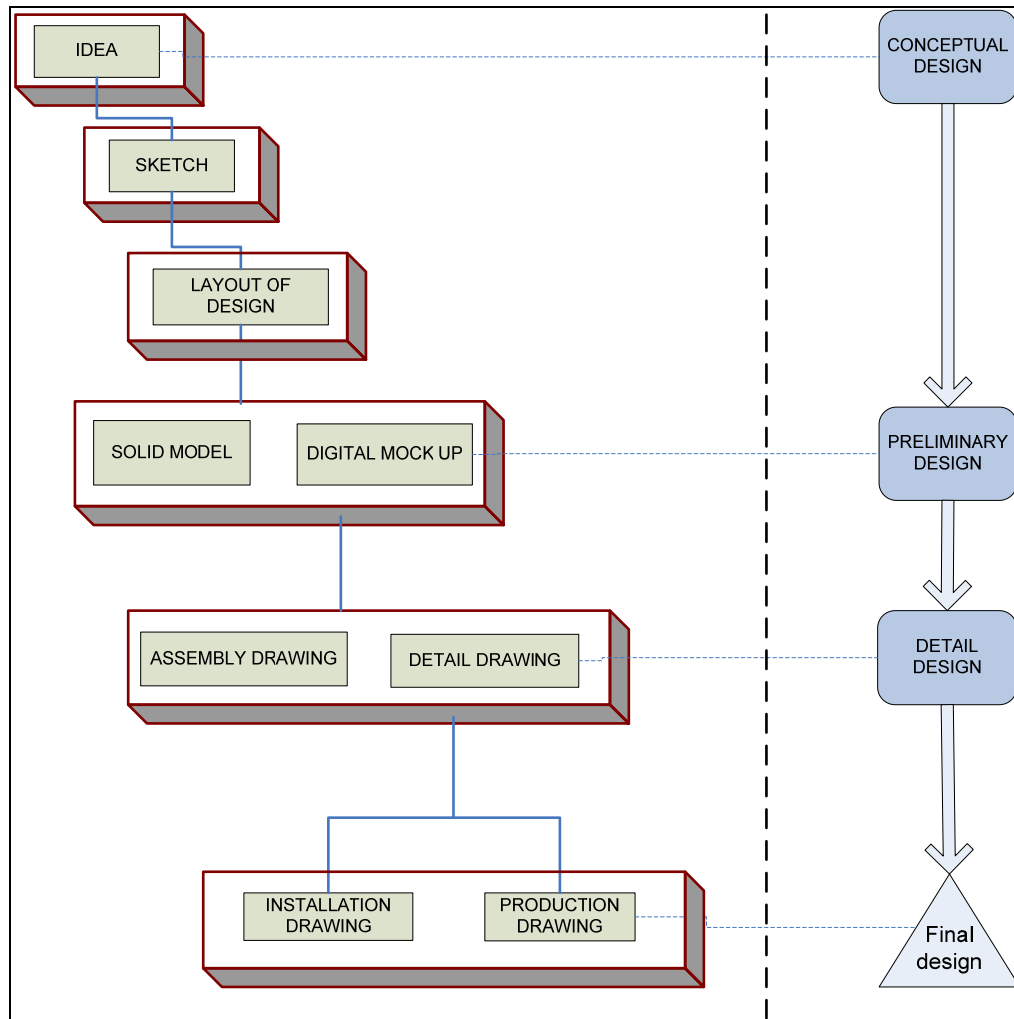 IDEA
CONCEPTUAL
DESIGN
SKETCH
LAYOUT OF
DESIGN
SOLID MODEL
DIGITAL MOCK UP
PRELIMINARY
DESIGN
ASSEMBLY DRAWING
DETAIL DRAWING
DETAIL
DESIGN
INSTALLATION
DRAWING
PRODUCTION
DRAWING
Final
design